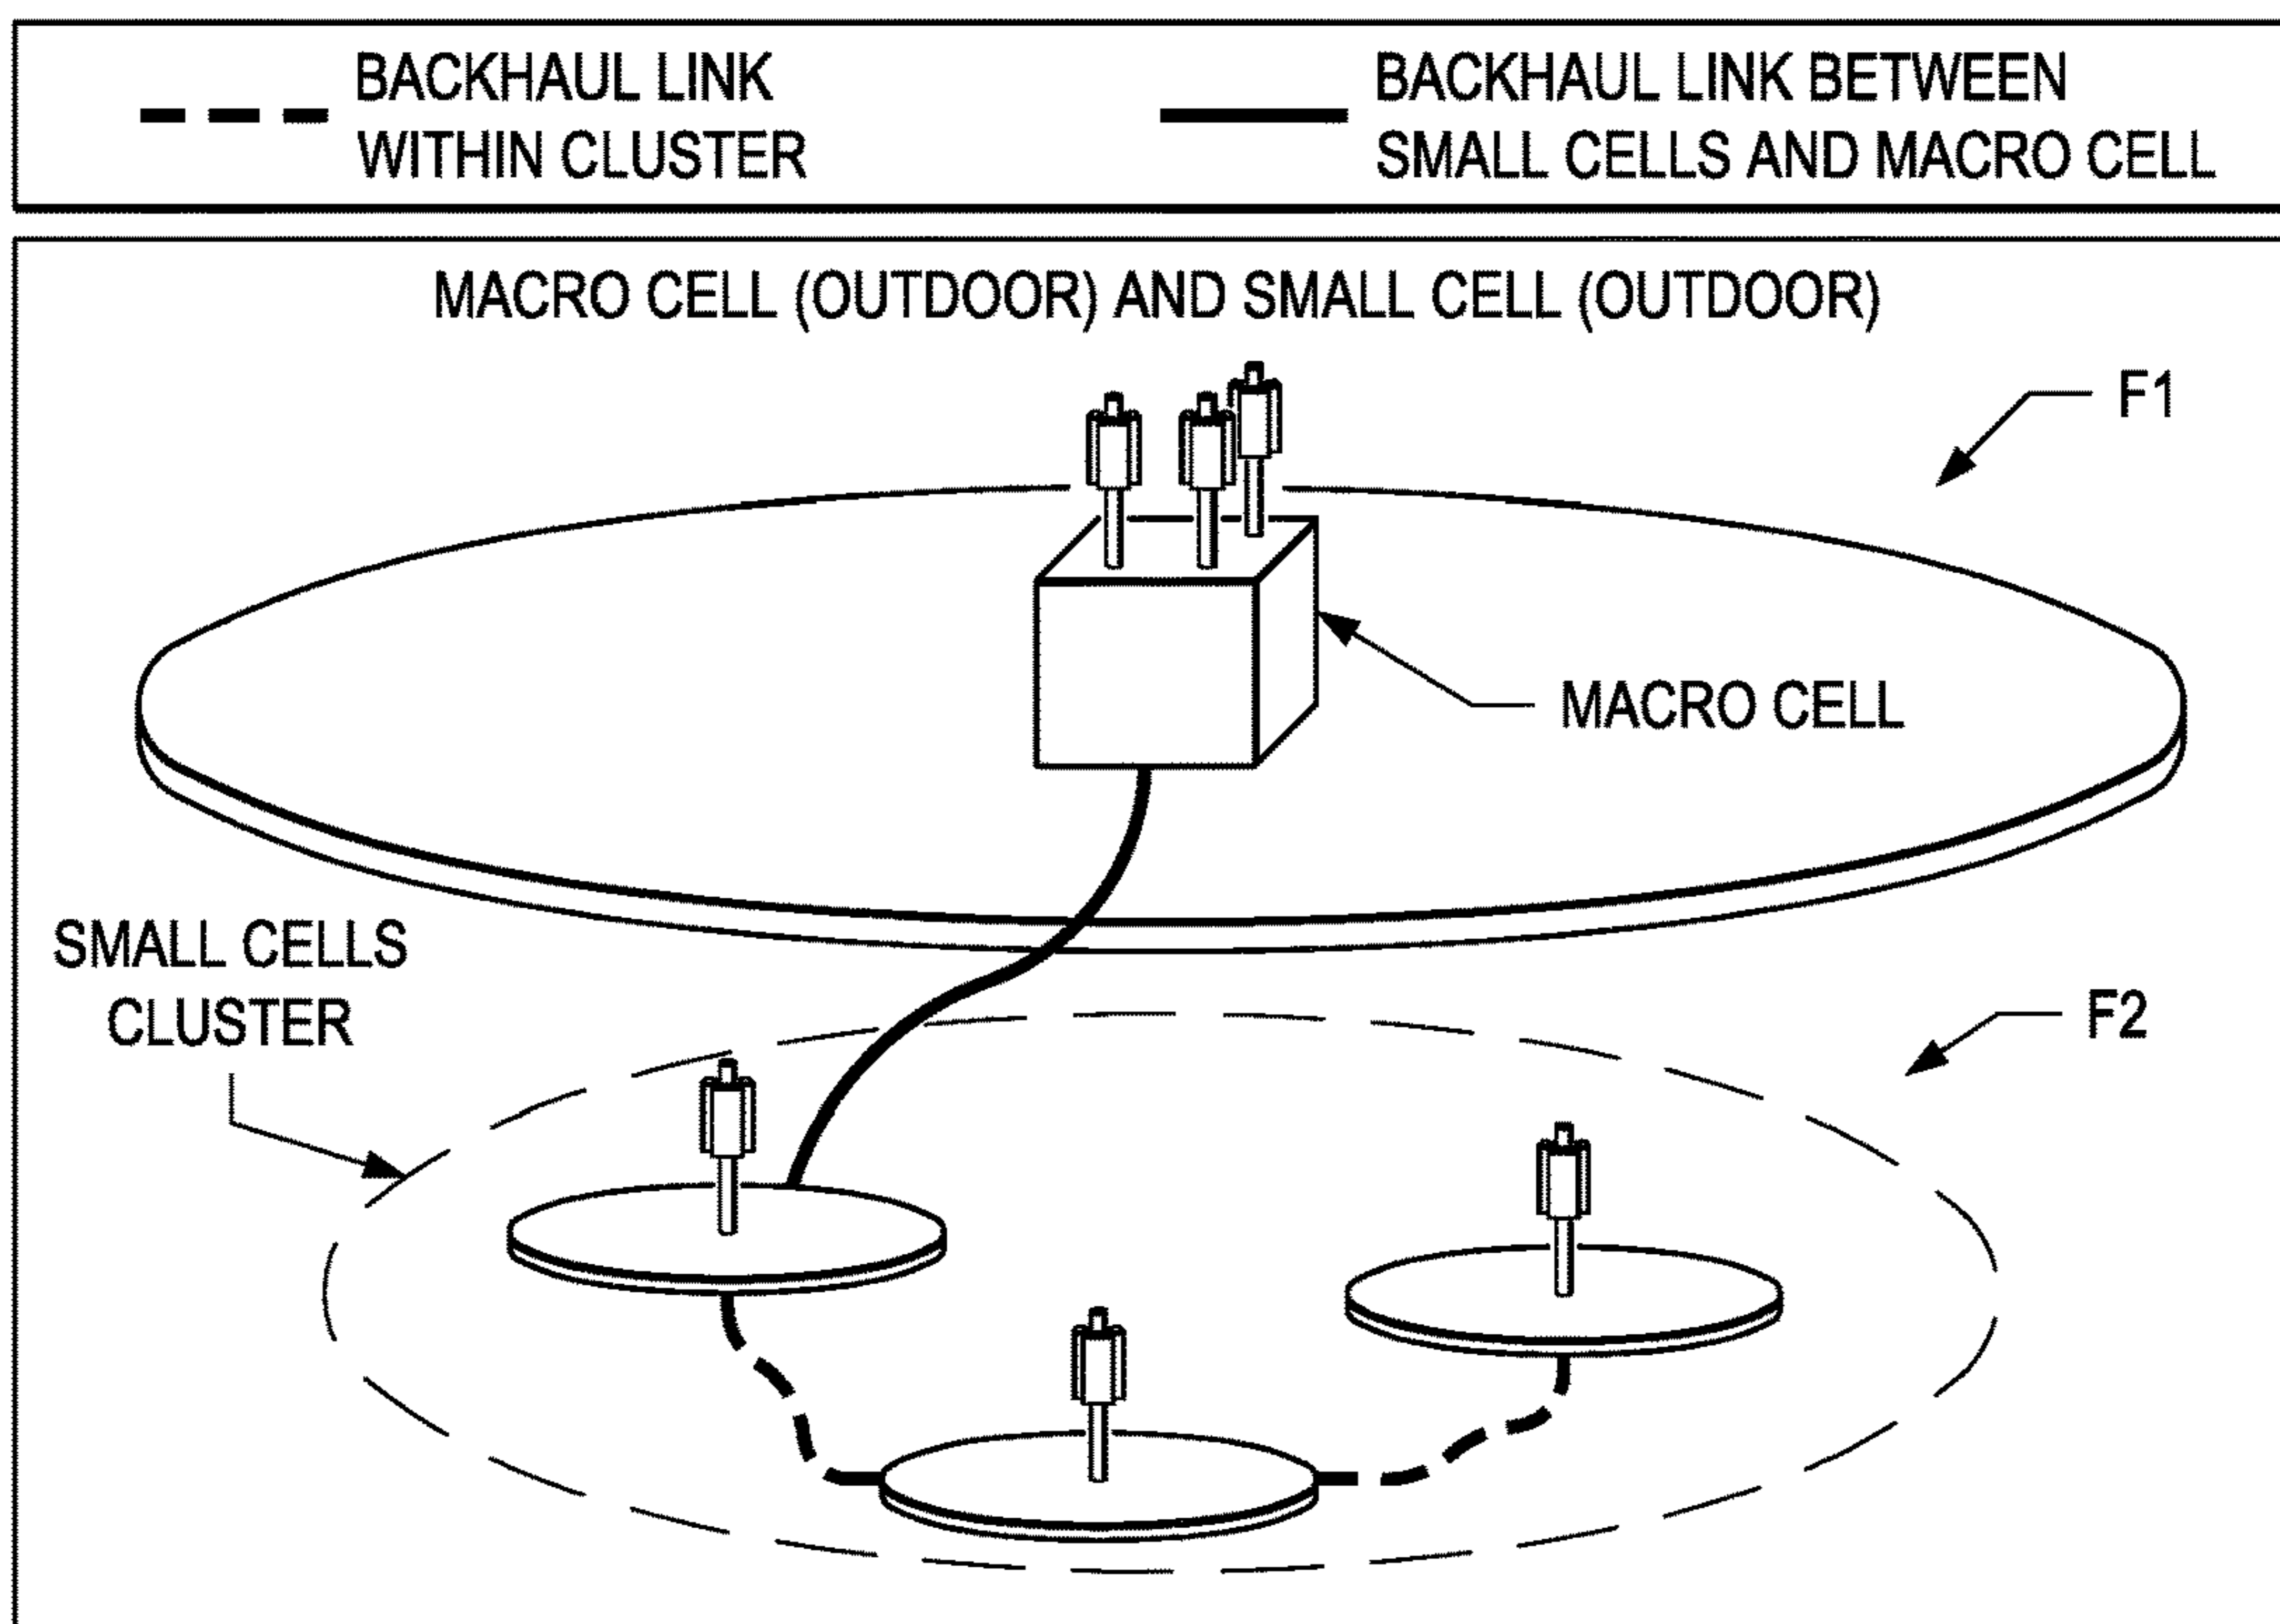 BACKHAUL LINK
WITHIN CLUSTER
BACKHAUL LINK BETWEEN
SMALL CELLS AND MACRO CELL
MACRO CELL (OUTDOOR) AND SMALL CELL (OUTDOOR)
F1
MACRO CELL
SMALL CELLS
CLUSTER
F2